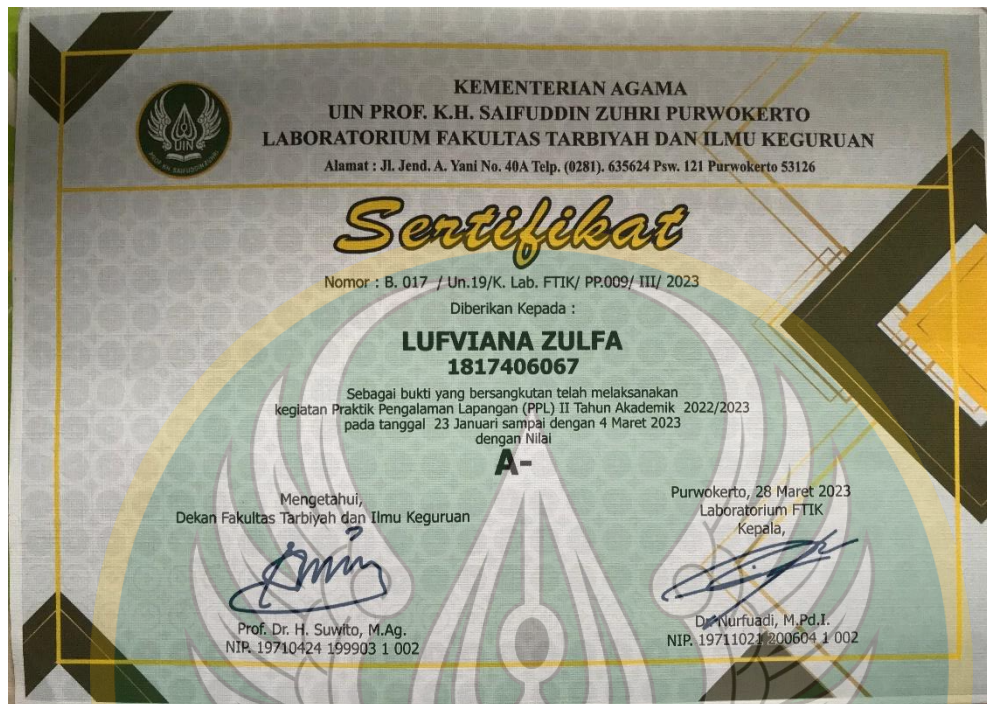 KEMENTERIAN AGAMA
UIN PROF. K.H. SAIFUDDIN ZUHRI PURWOKERTO
LABORATORIUM FAKULTAS TARBIYAH DAN ILMU KEGURUAN
Alamat : Jl. Jend. A. Yani No. 40A Telp. (0281). 635624 Psw. 121 Purwokerto 53126
UIN
Sertifikat
Nomor : B. 017 / Un.19/K. Lab. FTIK/ PP.009/ III/ 2023
Diberikan Kepada :
LUFVIANA ZULFA
1817406067
Sebagai bukti yang bersangkutan telah melaksanakan
kegiatan Praktik Pengalaman Lapangan (PPL) II Tahun Akademik 2022/2023
pada tanggal 23 Januari sampai dengan 4 Maret 2023
dengan Nilai
A-
Mengetahui,
Dekan Fakultas Tarbiyah dan Ilmu Keguruan
Prof. Dr. H. Suwito, M.Ag.
NIP. 19710424 199903 1 002
Purwokerto, 28 Maret 2023
Laboratorium FTIK
Kepala,
Dr. Nurfuadi, M.Pd.I.
NIP. 19711021 200604 1 002